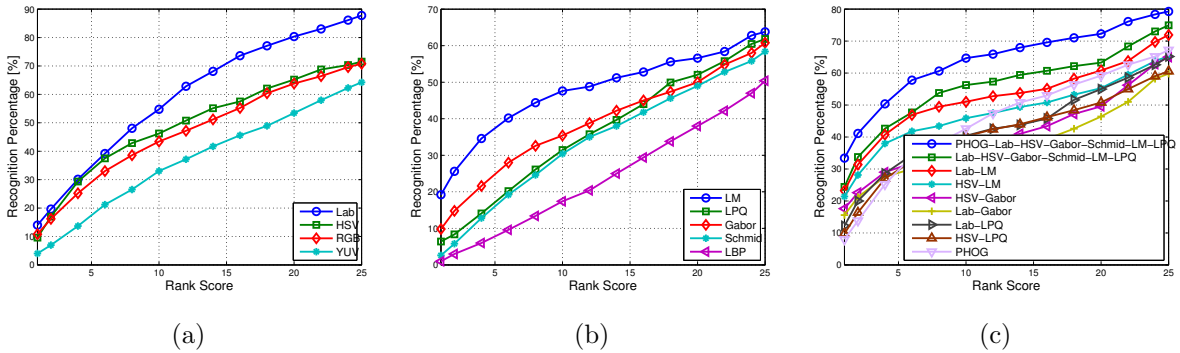 90
80
70
60
50
40
30
20
10
0
5 10 15 20 25
Rank Score
Recognition Percentage [%]
Lab
HSV
RGB
YUV
(a)
70
60
50
40
30
20
10
0
5 10 15 20 25
Rank Score
Recognition Percentage [%]
LM
LPQ
Gabor
Schmid
LBP
(b)
80
70
60
50
40
30
20
10
0
5 10 15 20 25
Rank Score
Recognition Percentage [%]
PHOG-Lab-HSV-Gabor-Schmid-LM-LPQ
Lab-HSV-Gabor-Schmid-LM-LPQ
Lab-LM
HSV-LM
HSV-Gabor
Lab-Gabor
Lab-LPQ
HSV-LPQ
PHOG
(c)